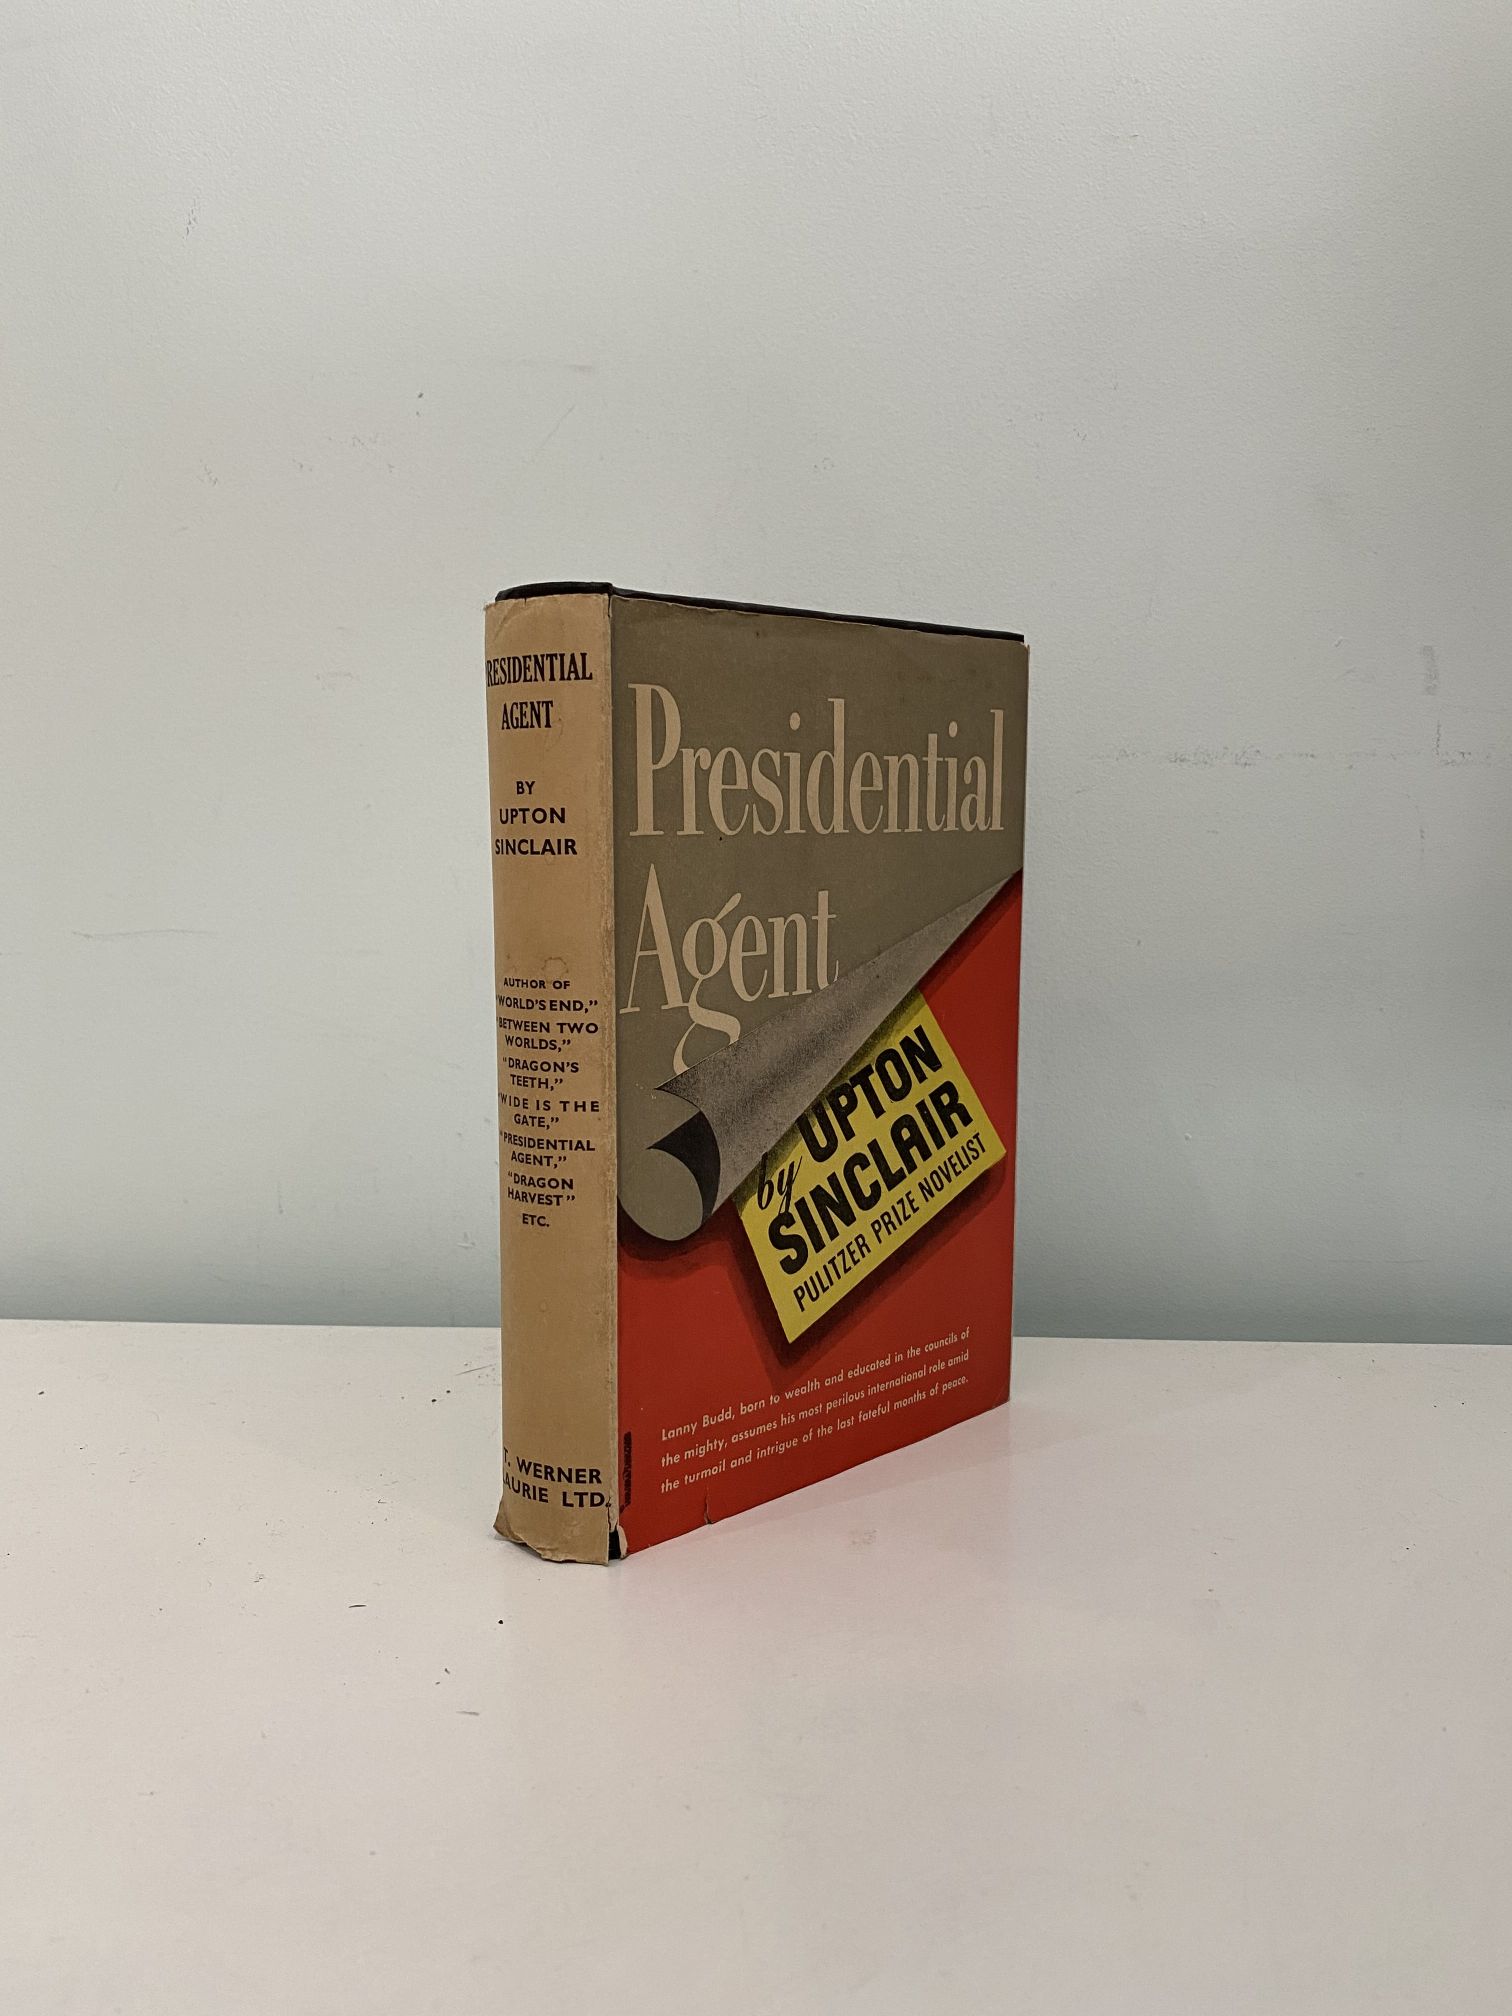 RESIDENTIAL
AGENT
BY
UPTON
SINCLAIR
AUTHOR OF
"WORLD'S END,"
"BETWEEN TWO
WORLDS,"
"DRAGON'S
TEETH,"
"WIDE IS THE
GATE,"
"PRESIDENTIAL
AGENT,"
"DRAGON
HARVEST"
ETC.
T. WERNER
LAURIE LTD.
Presidential
Agent
by UPTON
SINCLAIR
PULITZER PRIZE NOVELIST
Lanny Budd, born to wealth and educated in the councils of
the mighty, assumes his most perilous international role amid
the turmoil and intrigue of the last fateful months of peace.